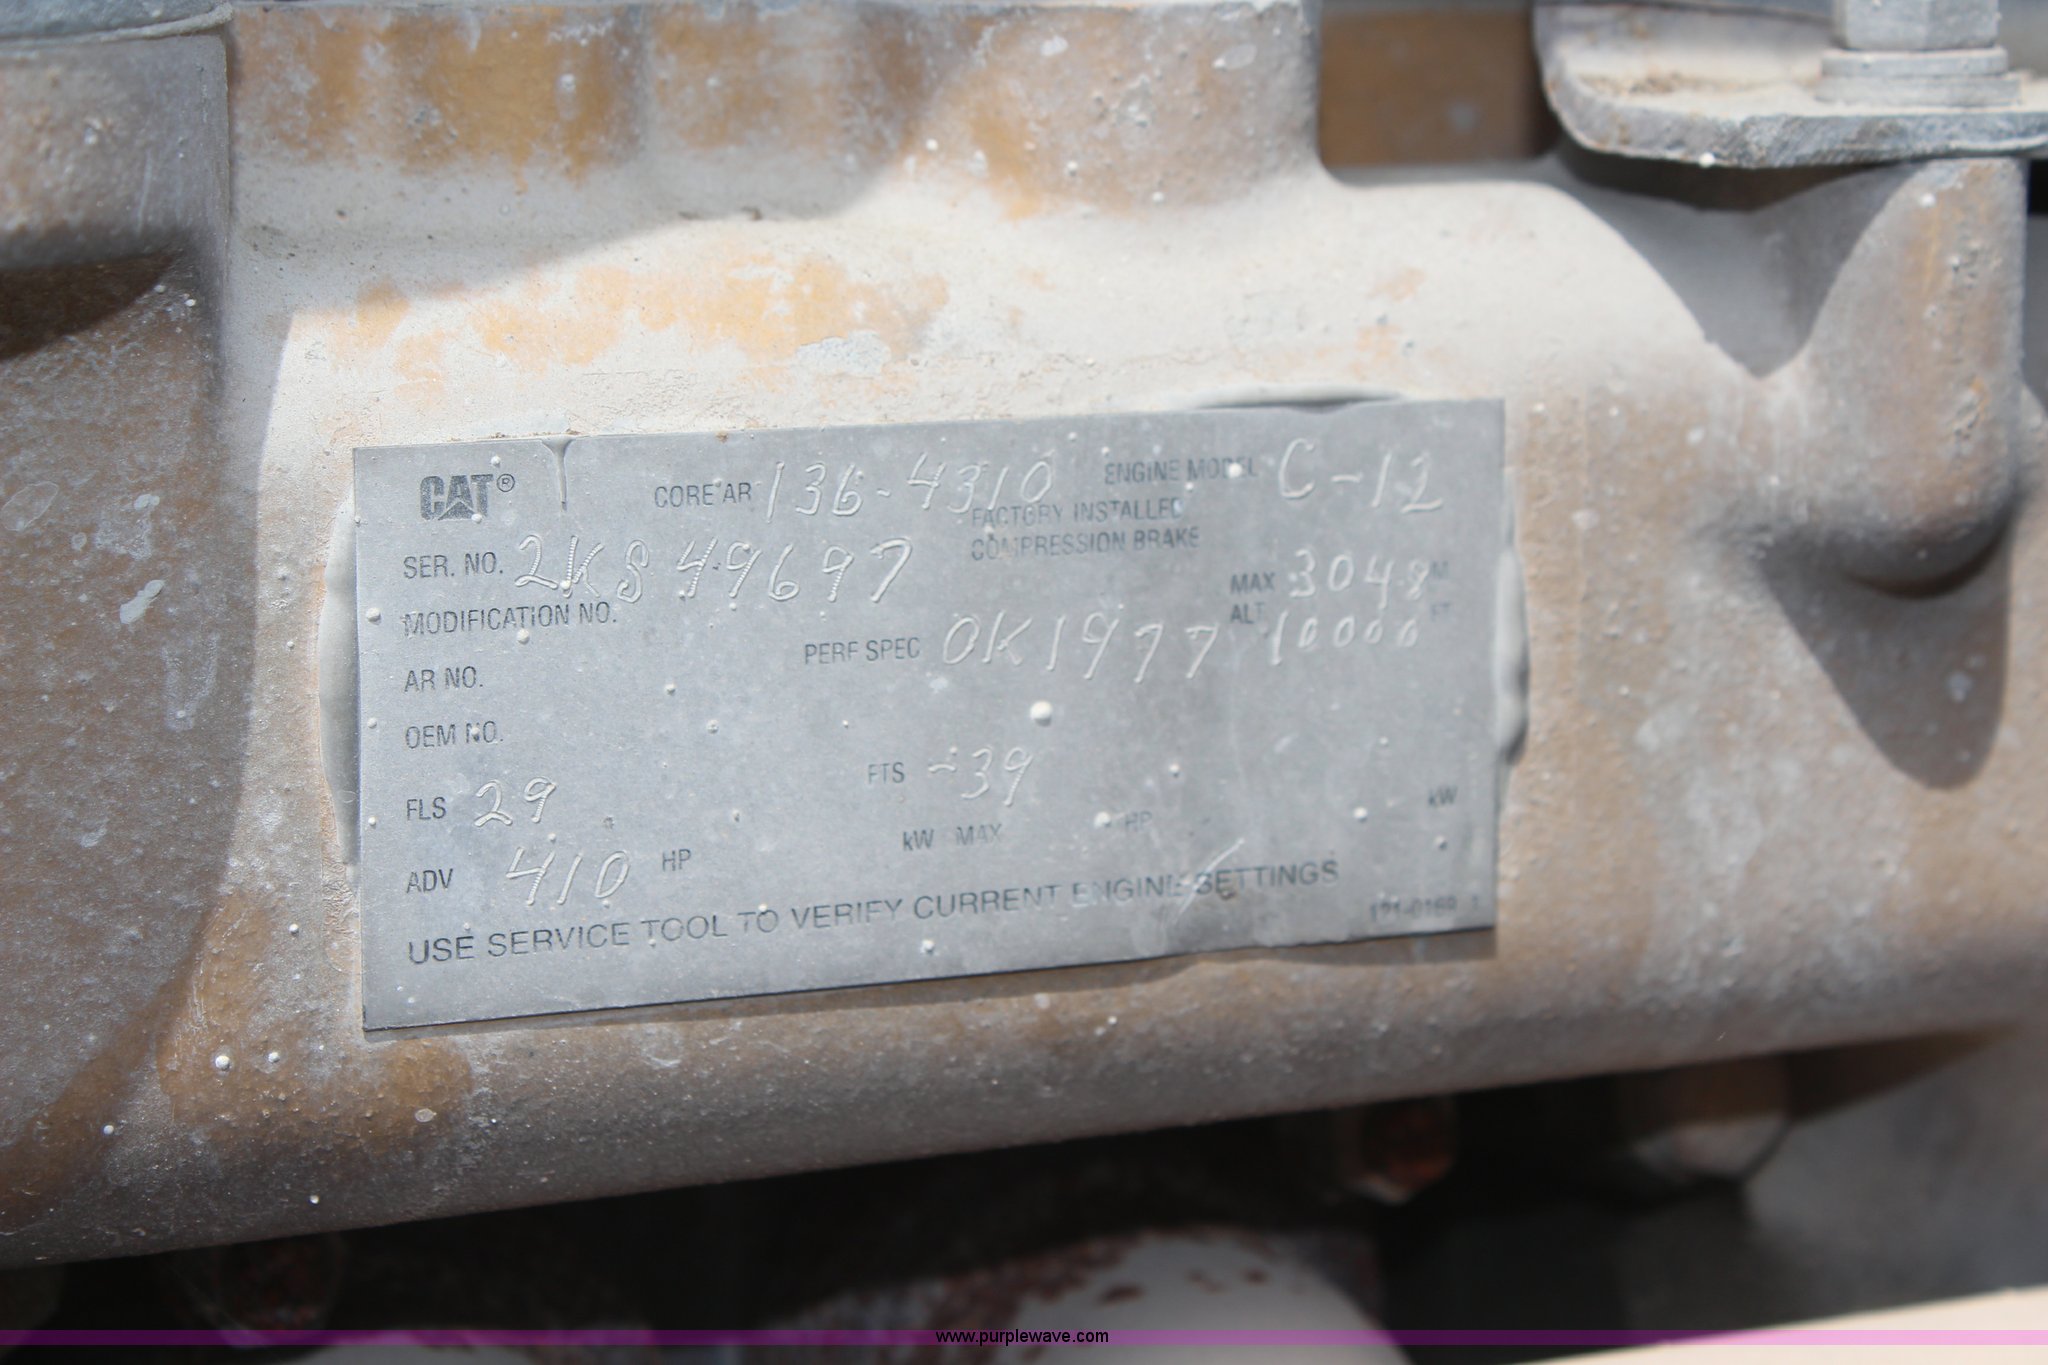 CAT® CORE AR 136-4310 ENGINE MODEL C-12
FACTORY INSTALLED
COMPRESSION BRAKE
SER. NO. 2KS49697
MAX 3048 M
ALT 10000 FT
MODIFICATION NO.
PERF SPEC 0K1977
AR NO.
OEM NO.
FLS 29 FTS -39
ADV 410 HP kW MAX HP kW
USE SERVICE TOOL TO VERIFY CURRENT ENGINE SETTINGS
www.purplewave.com